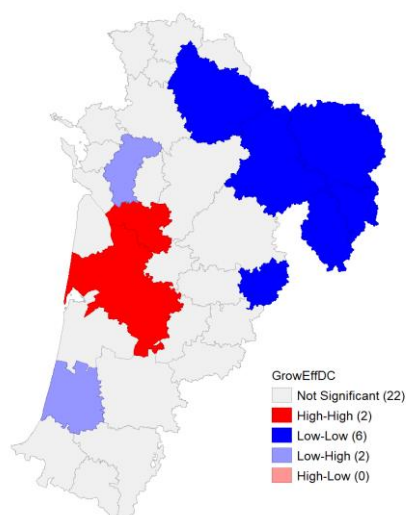 GrowEffDC
Not Significant (22)
High-High (2)
Low-Low (6)
Low-High (2)
High-Low (0)